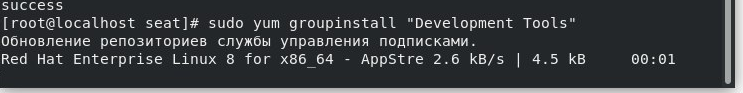 success
[root@localhost seat]# sudo yum groupinstall "Development Tools"
Обновление репозиториев службы управления подписками.
Red Hat Enterprise Linux 8 for x86_64 - AppStre 2.6 kB/s | 4.5 kB     00:01